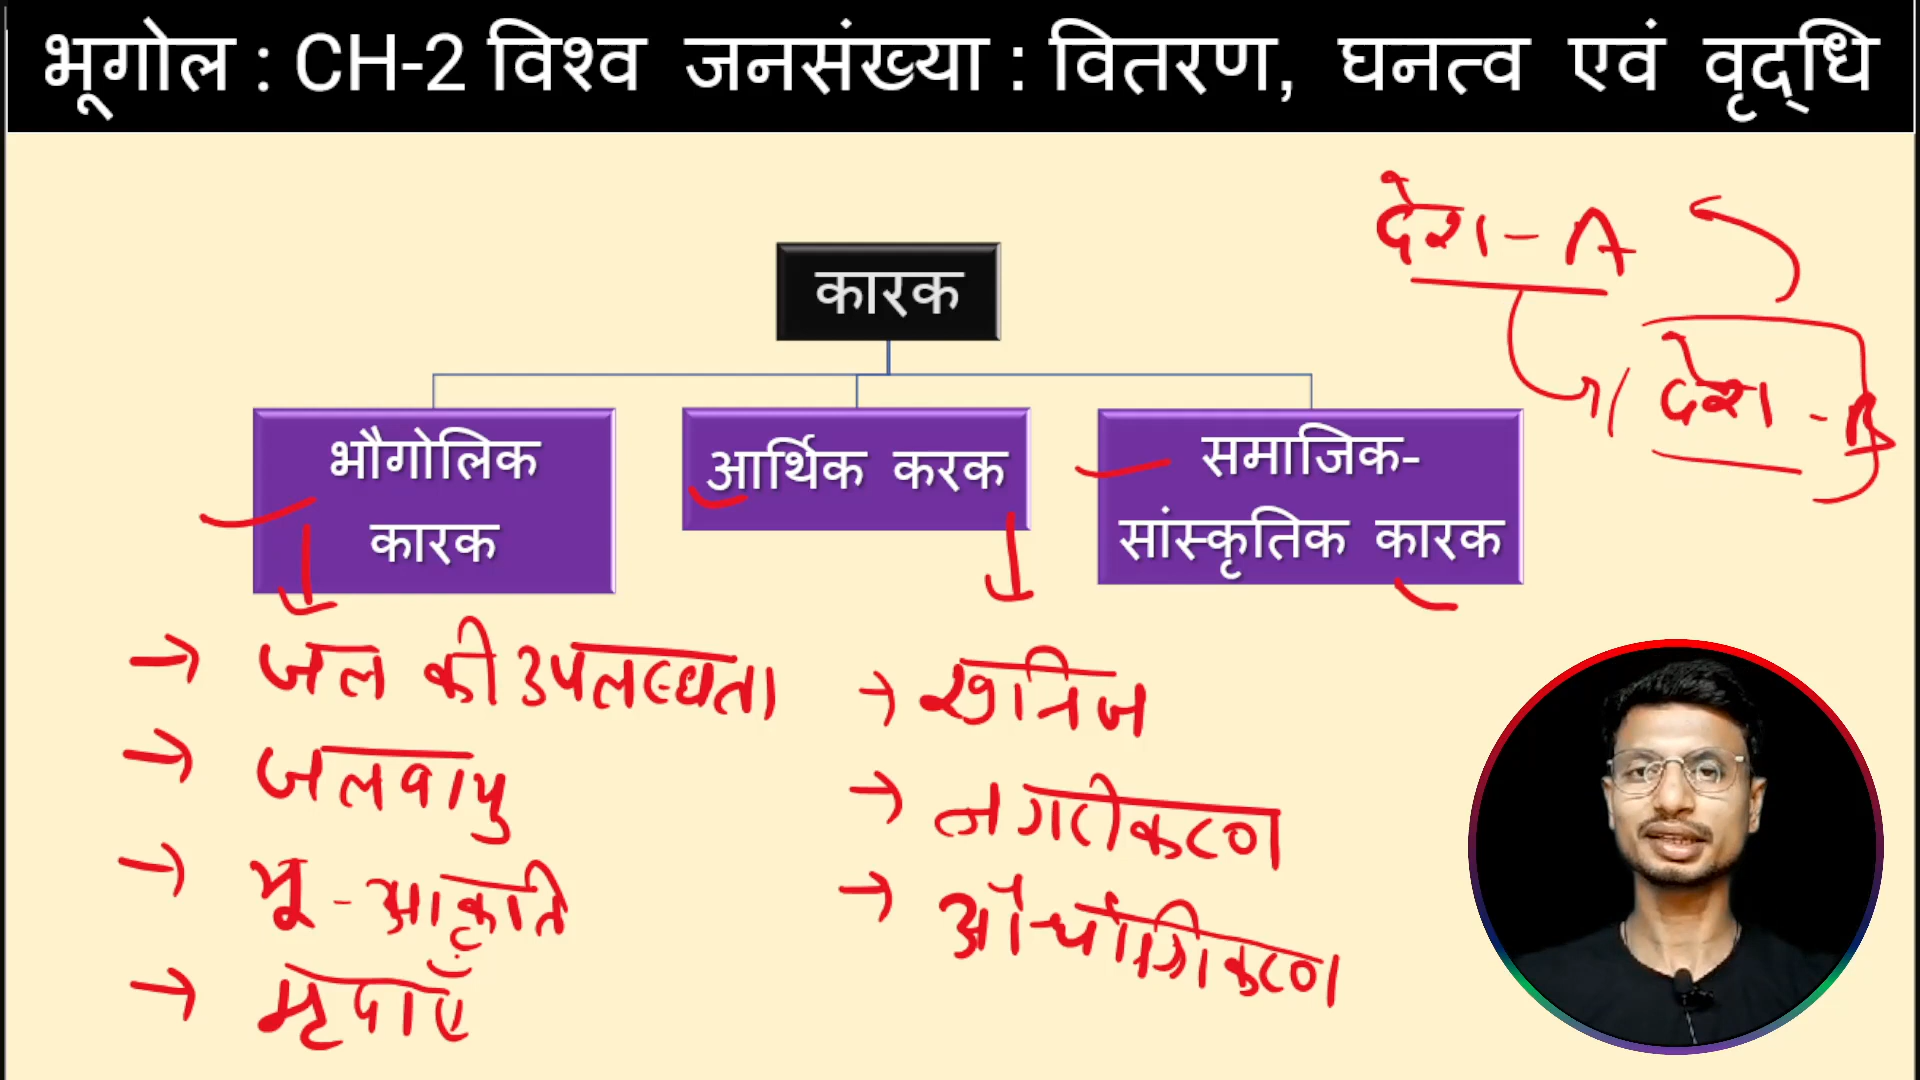 भूगोल : CH-2 विश्व जनसंख्या : वितरण, घनत्व एवं वृद्धि
देश-A
कारक
देश-B
भौगोलिक
कारक
आर्थिक करक
समाजिक-
सांस्कृतिक कारक
→ जल की उपलब्धता
→ जलवायु
→ भू-आकृति
→ मृदाएँ
→ खनिज
→ नगरीकरण
→ औद्योगिकरण